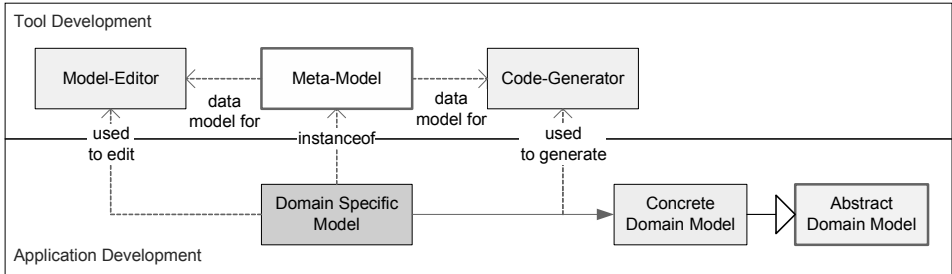 Tool Development
Model-Editor
Meta-Model
Code-Generator
data
model for
data
model for
used
to edit
instanceof
used
to generate
Domain Specific
Model
Concrete
Domain Model
Abstract
Domain Model
Application Development